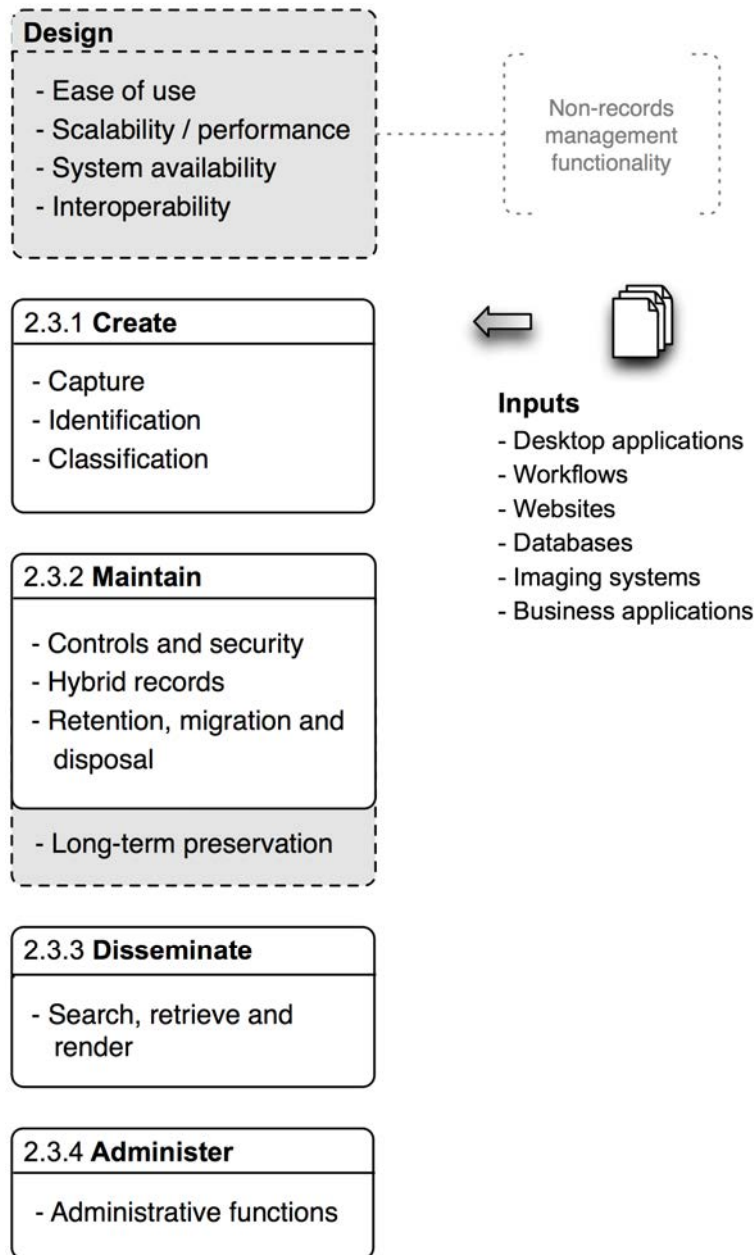 Design
- Ease of use
- Scalability / performance
- System availability
- Interoperability
Non-records
management
functionality
2.3.1 Create
- Capture
- Identification
- Classification
Inputs
- Desktop applications
- Workflows
- Websites
- Databases
- Imaging systems
- Business applications
2.3.2 Maintain
- Controls and security
- Hybrid records
- Retention, migration and
disposal
- Long-term preservation
2.3.3 Disseminate
- Search, retrieve and
render
2.3.4 Administer
- Administrative functions